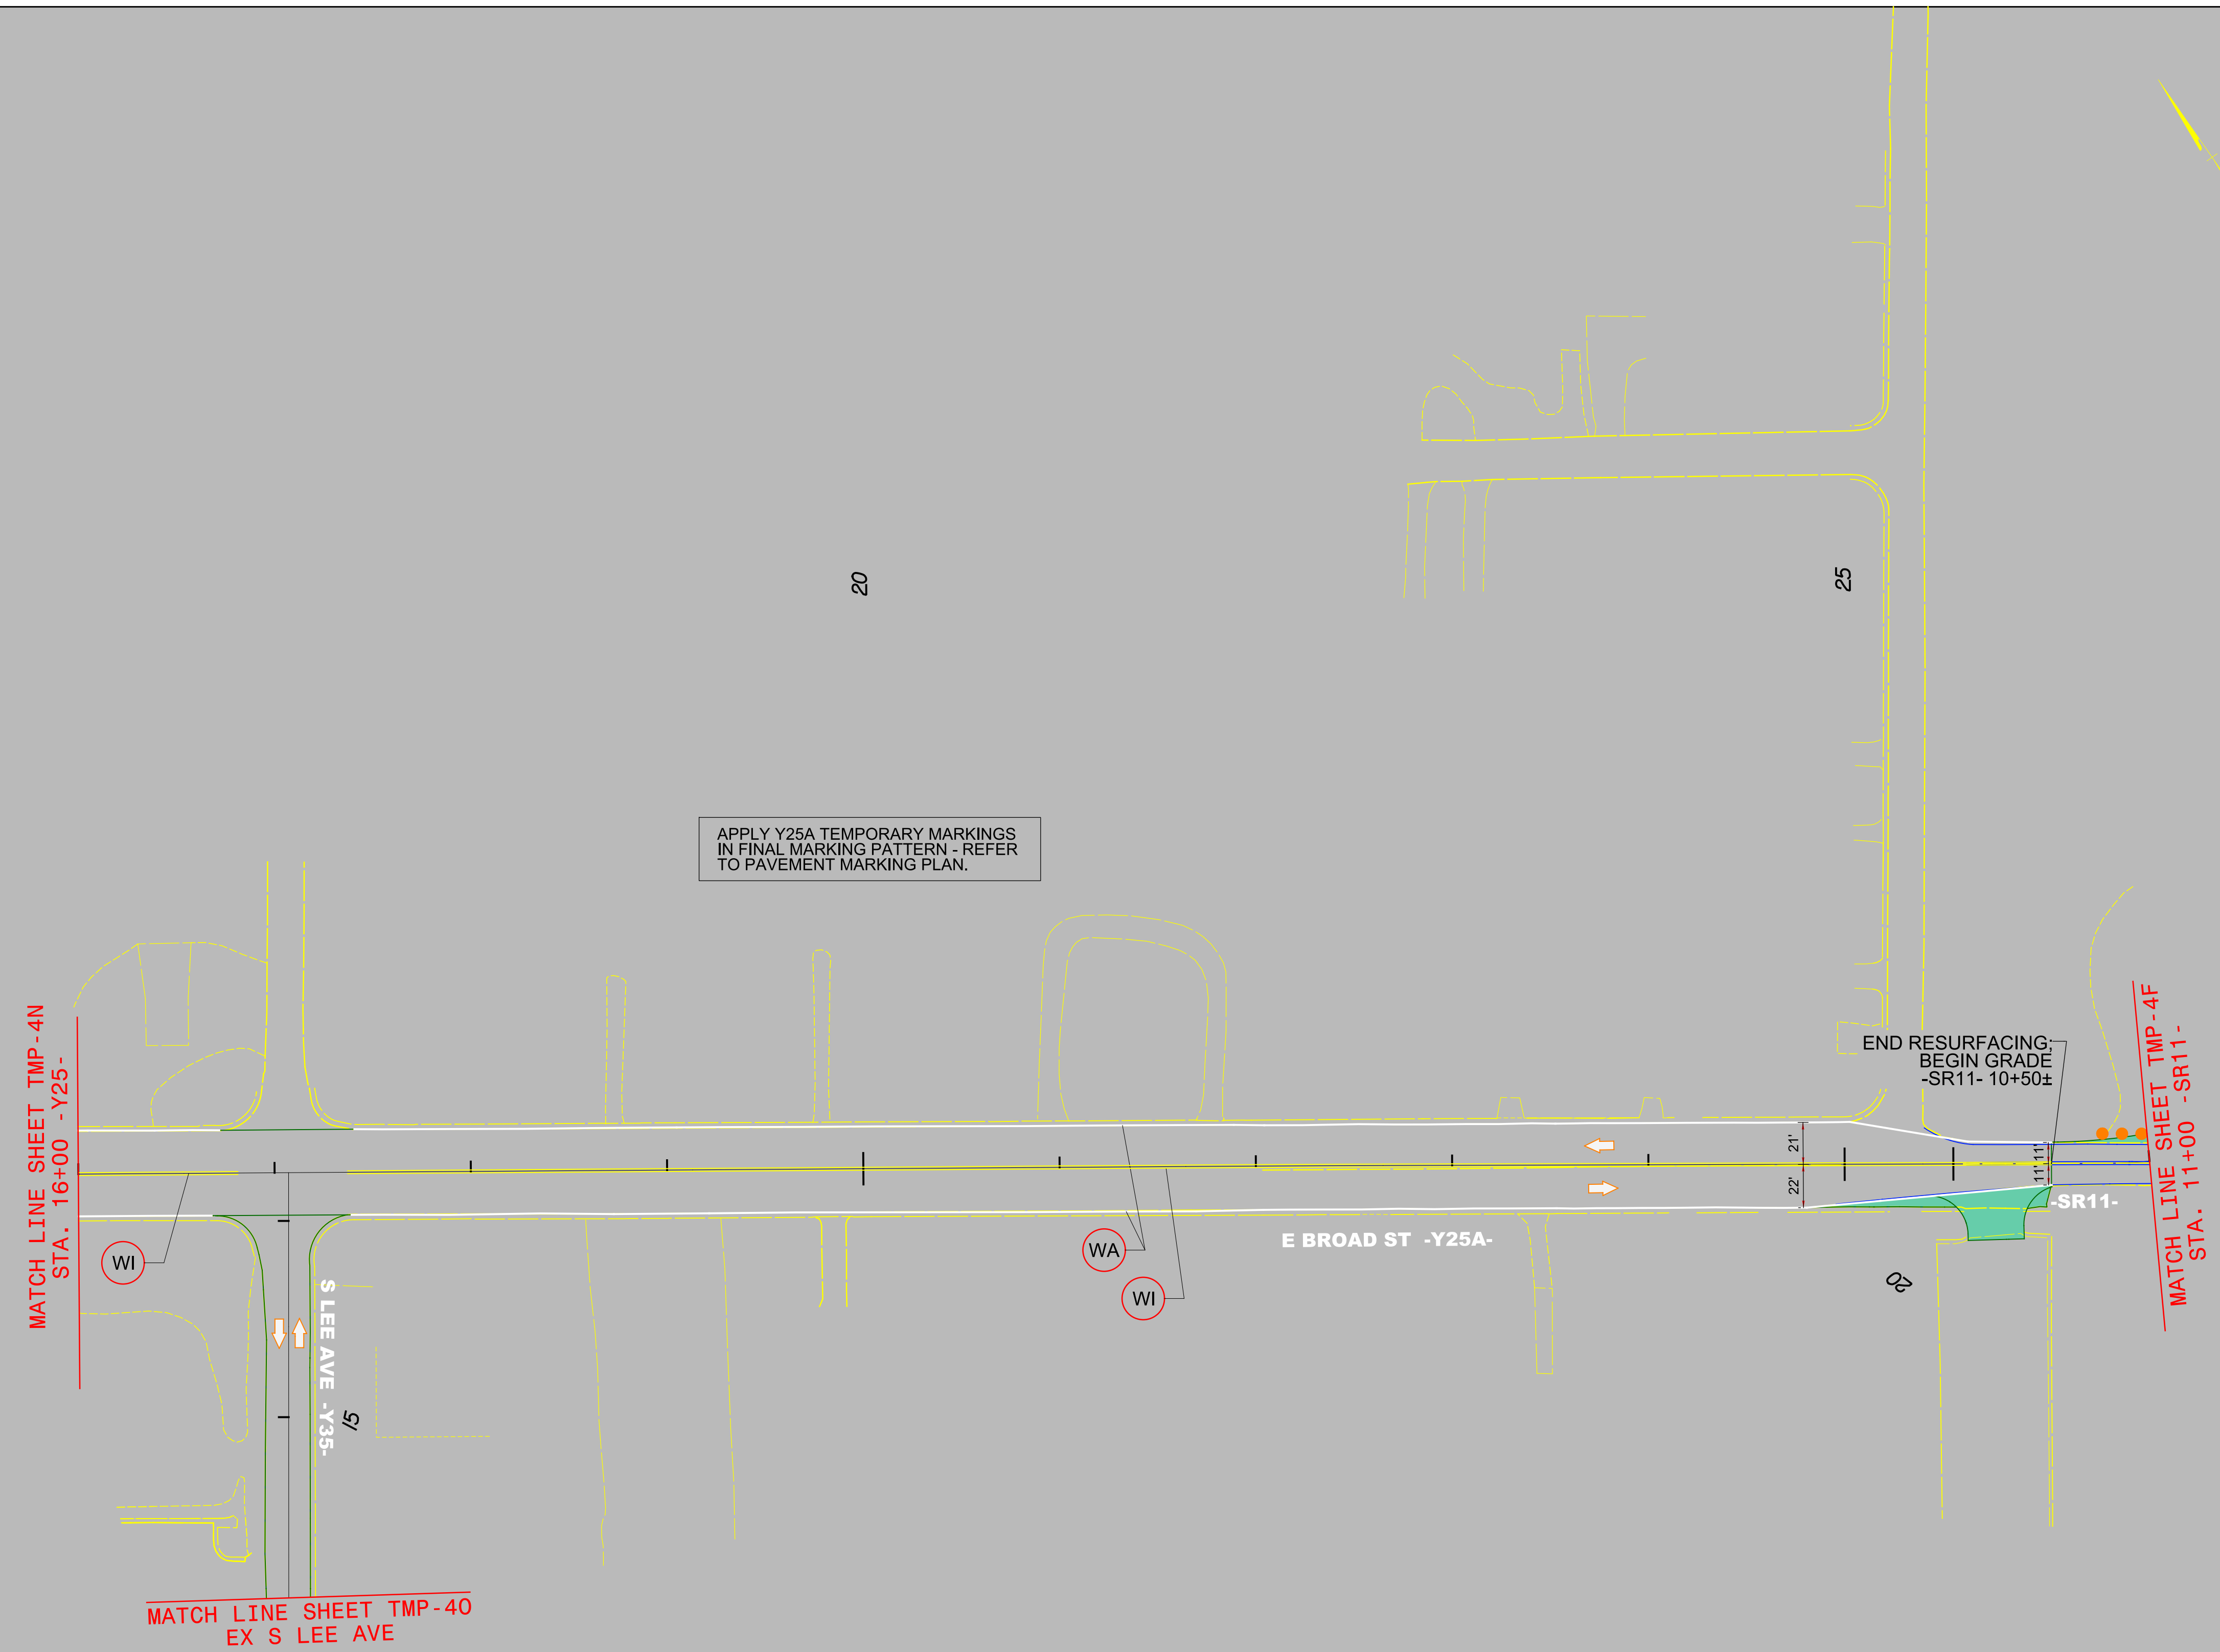 20
25
APPLY Y25A TEMPORARY MARKINGS
IN FINAL MARKING PATTERN - REFER
TO PAVEMENT MARKING PLAN.
MATCH LINE SHEET TMP-4N
STA. 16+00 -Y25-
END RESURFACING;
BEGIN GRADE
-SR11- 10+50±
MATCH LINE SHEET TMP-4F
STA. 11+00 -SR11-
21'
22'
11'
11'
-SR11-
WI
WA
WI
E BROAD ST -Y25A-
20
S LEE AVE -Y35-
15
MATCH LINE SHEET TMP-4O
EX S LEE AVE